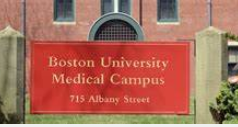 Boston University
Medical Campus
715 Albany Street